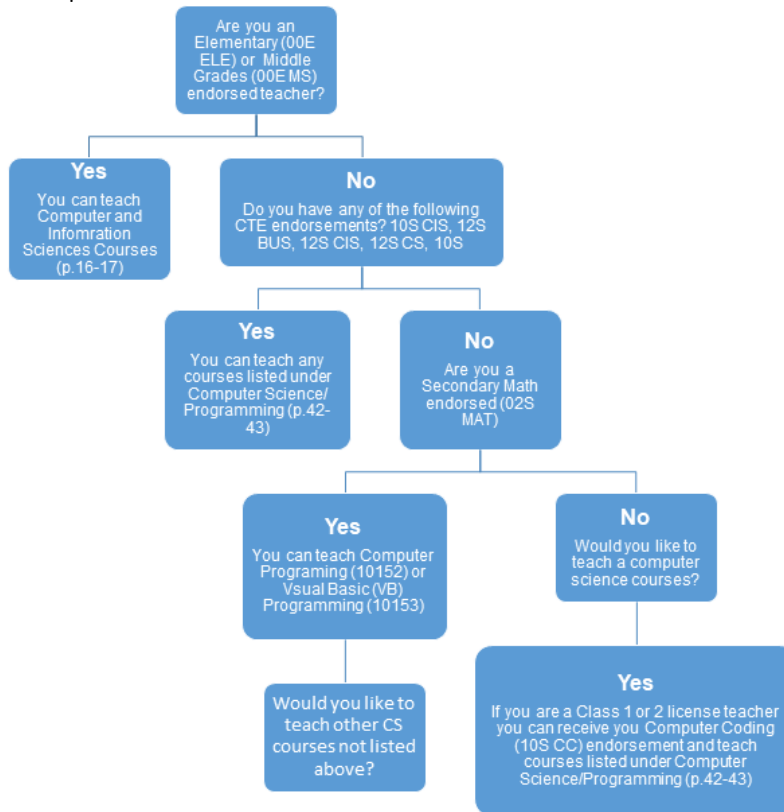 Are you an
Elementary (00E
ELE) or Middle
Grades (00E MS)
endorsed teacher?
Yes
You can teach
Computer and
Infomration
Sciences Courses
(p.16-17)
No
Do you have any of the following
CTE endorsements? 10S CIS, 12S
BUS, 12S CIS, 12S CS, 10S
Yes
You can teach any
courses listed under
Computer Science/
Programming (p.42-
43)
No
Are you a
Secondary Math
endorsed (02S
MAT)
Yes
You can teach Computer
Programing (10152) or
Vsual Basic (VB)
Programming (10153)
No
Would you like to
teach a computer
science courses?
Would you like to
teach other CS
courses not listed
above?
Yes
If you are a Class 1 or 2 license teacher
you can receive you Computer Coding
(10S CC) endorsement and teach
courses listed under Computer
Science/Programming (p.42-43)